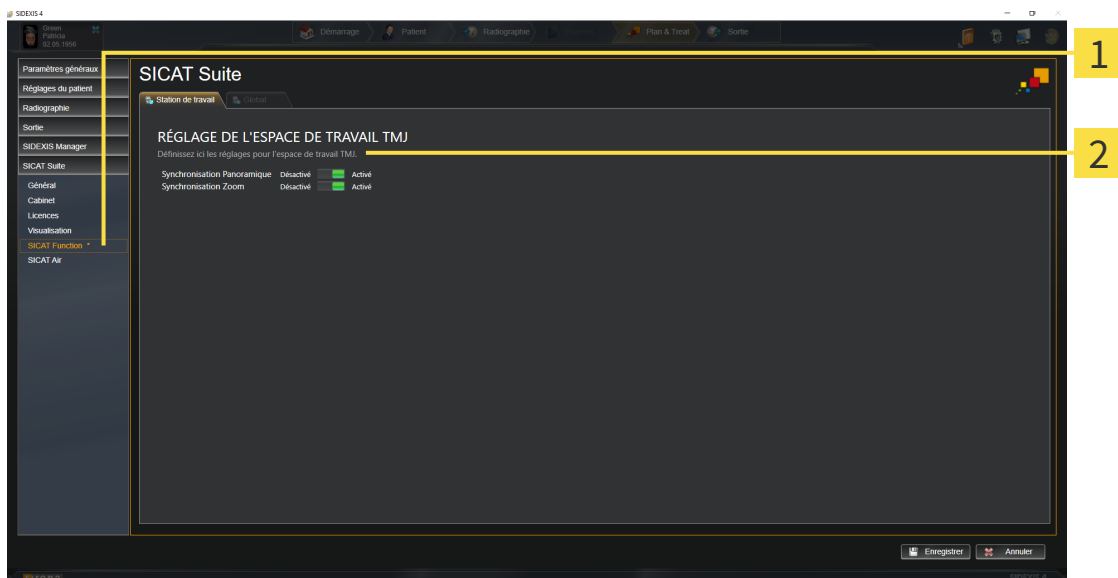 SIDEXIS 4
Green
Patricia
02.05.1956
Démarrage
Patient
Radiographie
Plan & Treat
Sortie
1
Paramètres généraux
Réglages du patient
Radiographie
Sortie
SIDEXIS Manager
SICAT Suite
Général
Cabinet
Licences
Visualisation
SICAT Function *
SICAT Air
SICAT Suite
Station de travail
Global
RÉGLAGE DE L'ESPACE DE TRAVAIL TMJ
Définissez ici les réglages pour l'espace de travail TMJ.
2
Synchronisation Panoramique Désactivé Activé
Synchronisation Zoom Désactivé Activé
Enregistrer
Annuler
SIDEXIS 4